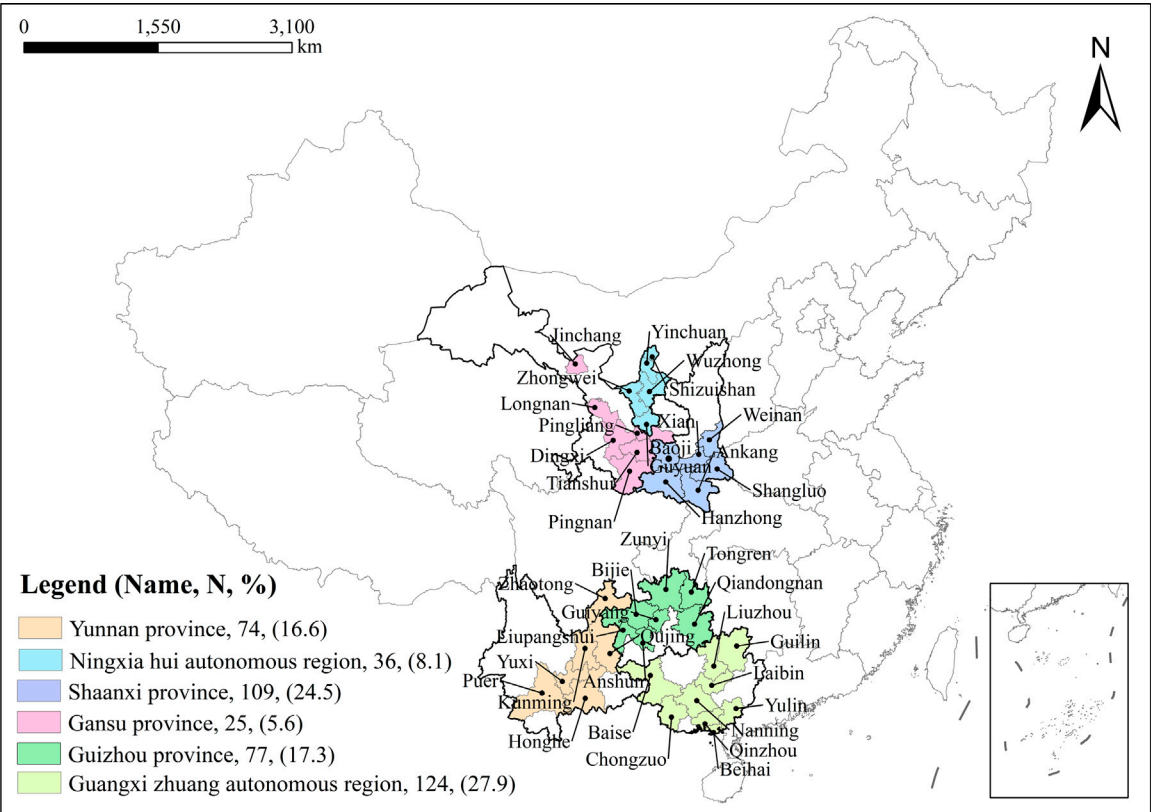 0 1,550 3,100
km
N
Jinchang
Yinchuan
Wuzhong
Zhongwei
Shizuishan
Longnan
Weinan
Pingliang
Xian
Baoji
Ankang
Dingxi
Guyuan
Tianshui
Shangluo
Pingnan
Hanzhong
Zunyi
Tongren
Bijie
Zhaotong
Qiandongnan
Guiyang
Liuzhou
Liupangshui
Qujing
Guilin
Yuxi
Laibin
Puer
Anshun
Kunming
Yulin
Baise
Nanning
Honghe
Qinzhou
Chongzuo
Beihai
Legend (Name, N, %)
Yunnan province, 74, (16.6)
Ningxia hui autonomous region, 36, (8.1)
Shaanxi province, 109, (24.5)
Gansu province, 25, (5.6)
Guizhou province, 77, (17.3)
Guangxi zhuang autonomous region, 124, (27.9)